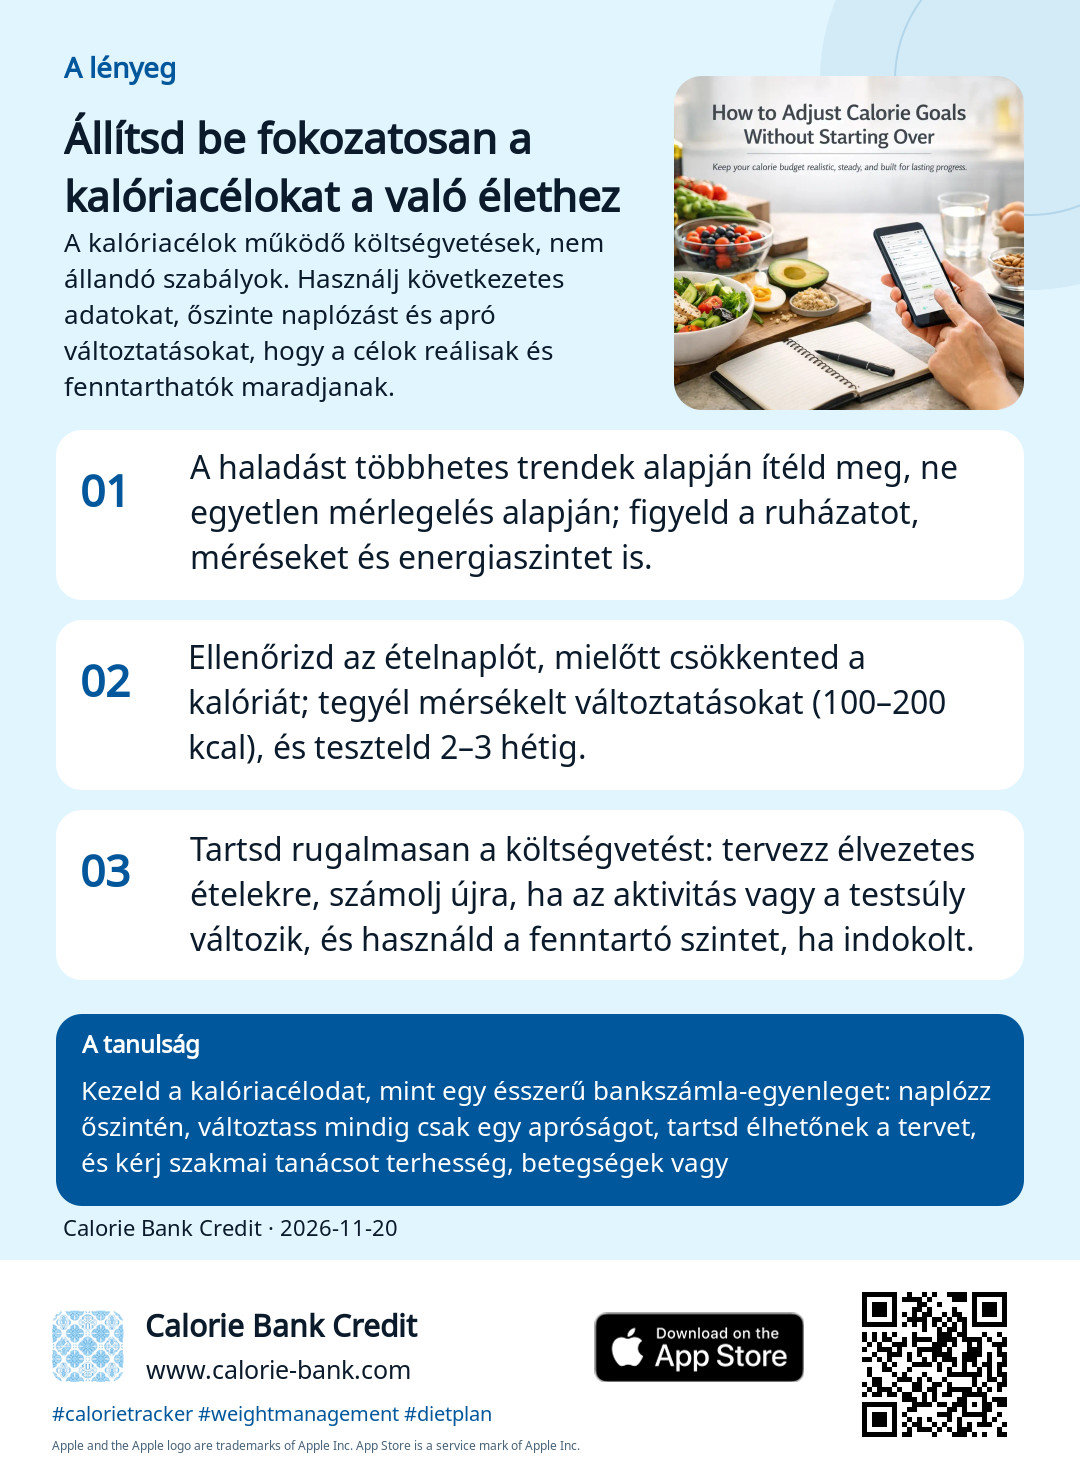 A lényeg
Állítsd be fokozatosan a
kalóriacélokat a való élethez
A kalóriacélok működő költségvetések, nem
állandó szabályok. Használj következetes
adatokat, őszinte naplózást és apró
változtatásokat, hogy a célok reálisak és
fenntarthatók maradjanak.
How to Adjust Calorie Goals
Without Starting Over
Keep your calorie budget realistic, steady, and built for lasting progress.
01
A haladást többhetes trendek alapján ítéld meg, ne
egyetlen mérlegelés alapján; figyeld a ruházatot,
méréseket és energiaszintet is.
02
Ellenőrizd az ételnaplót, mielőtt csökkented a
kalóriát; tegyél mérsékelt változtatásokat (100–200
kcal), és teszteld 2–3 hétig.
03
Tartsd rugalmasan a költségvetést: tervezz élvezetes
ételekre, számolj újra, ha az aktivitás vagy a testsúly
változik, és használd a fenntartó szintet, ha indokolt.
A tanulság
Kezeld a kalóriacélodat, mint egy ésszerű bankszámla-egyenleget: naplózz
őszintén, változtass mindig csak egy apróságot, tartsd élhetőnek a tervet,
és kérj szakmai tanácsot terhesség, betegségek vagy
Calorie Bank Credit · 2026-11-20
Calorie Bank Credit
www.calorie-bank.com
Download on the
App Store
#calorietracker #weightmanagement #dietplan
Apple and the Apple logo are trademarks of Apple Inc. App Store is a service mark of Apple Inc.